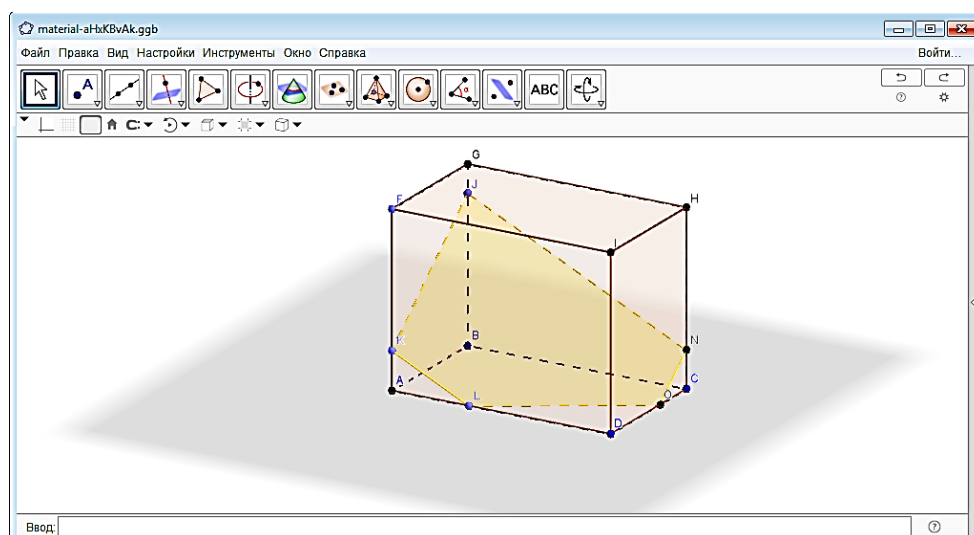 material-aHxKBvAk.ggb
Файл Правка Вид Настройки Инструменты Окно Справка Войти...
A ABC
G
J
F H
I
K B N
A C
L O
D
Ввод: